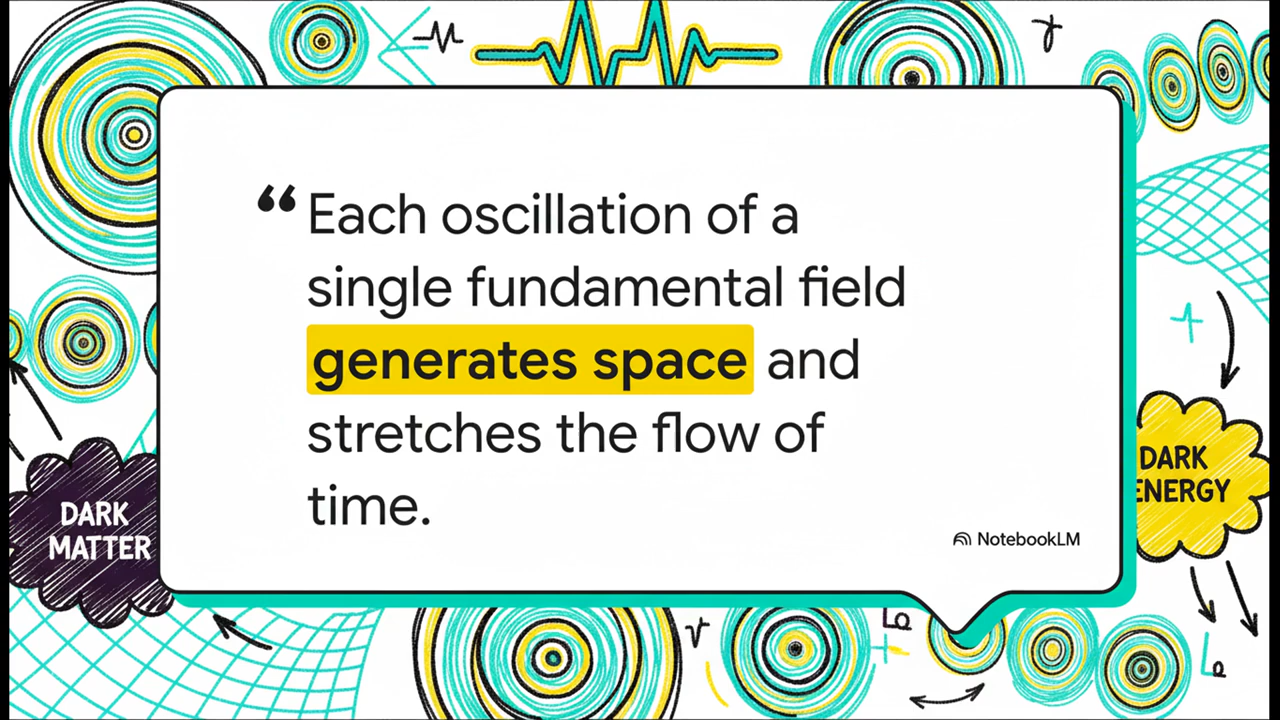 “Each oscillation of a
single fundamental field
generates space and
stretches the flow of
time.
NotebookLM
DARK
MATTER
DARK
ENERGY